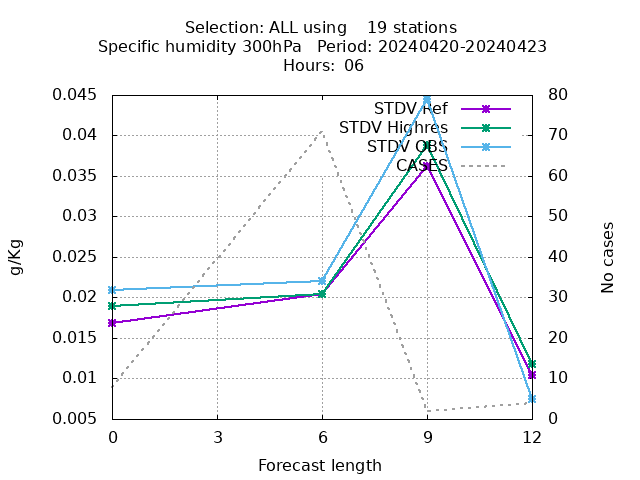 Selection: ALL using    19 stations
Specific humidity 300hPa   Period: 20240420-20240423
Hours:  06
0.045
0.04
0.035
0.03
0.025
0.02
0.015
0.01
0.005
80
70
60
50
40
30
20
10
0
STDV Ref
STDV Highres
STDV OBS
CASES
g/Kg
No cases
0
3
6
9
12
Forecast length